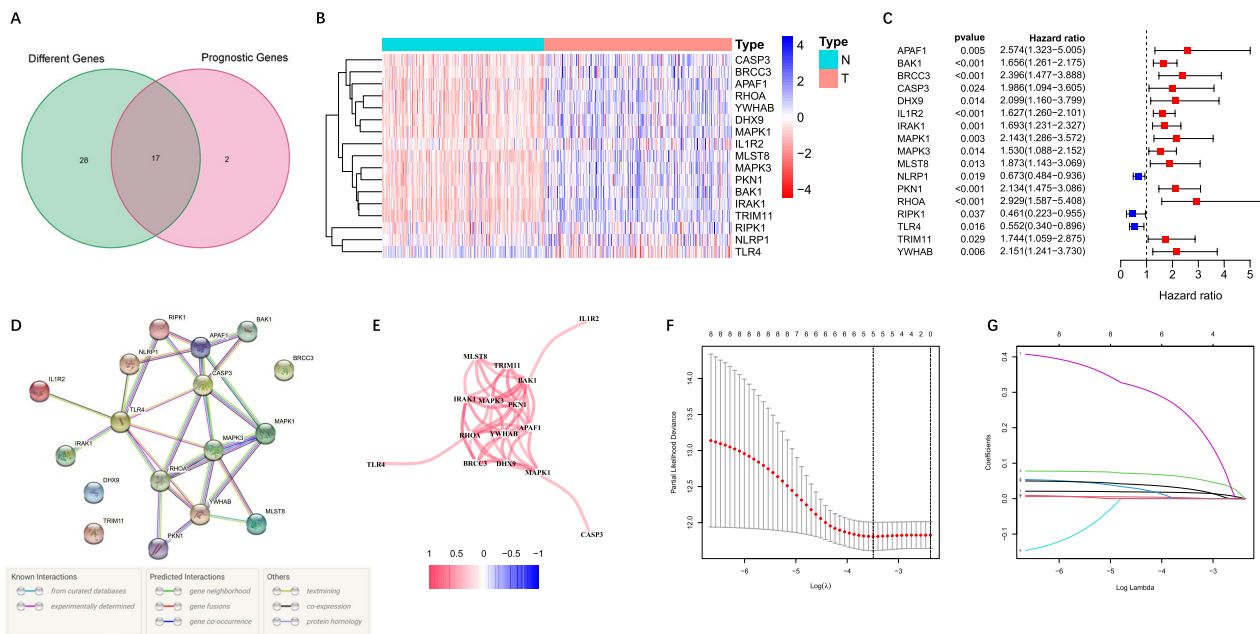 A
Different Genes
Prognostic Genes
28
17
2
B
Type
CASP3
BRCC3
APAF1
RHOA
YWHAB
DHX9
MAPK1
IL1R2
MLST8
MAPK3
PKN1
BAK1
IRAK1
TRIM11
RIPK1
NLRP1
TLR4
4
2
0
−2
−4
Type
N
T
C
pvalue Hazard ratio
APAF1 0.005 2.574(1.323−5.005)
BAK1 <0.001 1.656(1.261−2.175)
BRCC3 <0.001 2.396(1.477−3.888)
CASP3 0.024 1.986(1.094−3.605)
DHX9 0.014 2.099(1.160−3.799)
IL1R2 <0.001 1.627(1.260−2.101)
IRAK1 0.001 1.693(1.231−2.327)
MAPK1 0.003 2.143(1.286−3.572)
MAPK3 0.014 1.530(1.088−2.152)
MLST8 0.013 1.873(1.143−3.069)
NLRP1 0.019 0.673(0.484−0.936)
PKN1 <0.001 2.134(1.475−3.086)
RHOA <0.001 2.929(1.587−5.408)
RIPK1 0.037 0.461(0.223−0.955)
TLR4 0.016 0.552(0.340−0.896)
TRIM11 0.029 1.744(1.059−2.875)
YWHAB 0.006 2.151(1.241−3.730)
0 1 2 3 4 5
Hazard ratio
D
RIPK1
APAF1
BAK1
NLRP1
BRCC3
CASP3
IL1R2
TLR4
MAPK1
MAPK3
IRAK1
RHOA
DHX9
YWHAB
MLST8
TRIM11
PKN1
Known Interactions
from curated databases
experimentally determined
Predicted Interactions
gene neighborhood
gene fusions
gene co-occurrence
Others
textmining
co-expression
protein homology
E
IL1R2
MLST8
TRIM11
BAK1
IRAK1
MAPK3
PKN1
APAF1
RHOA
YWHAB
BRCC3
DHX9
MAPK1
TLR4
CASP3
1 0.5 0 −0.5 −1
F
8 8 8 8 8 8 8 8 7 6 6 6 5 5 5 4 4 2 0
Partial Likelihood Deviance
14.0
13.5
13.0
12.5
12.0
−6 −5 −4 −3
Log(λ)
G
8 8 6 4
Coefficients
0.4
0.3
0.2
0.1
0.0
−0.1
−6 −5 −4 −3 −2
Log Lambda